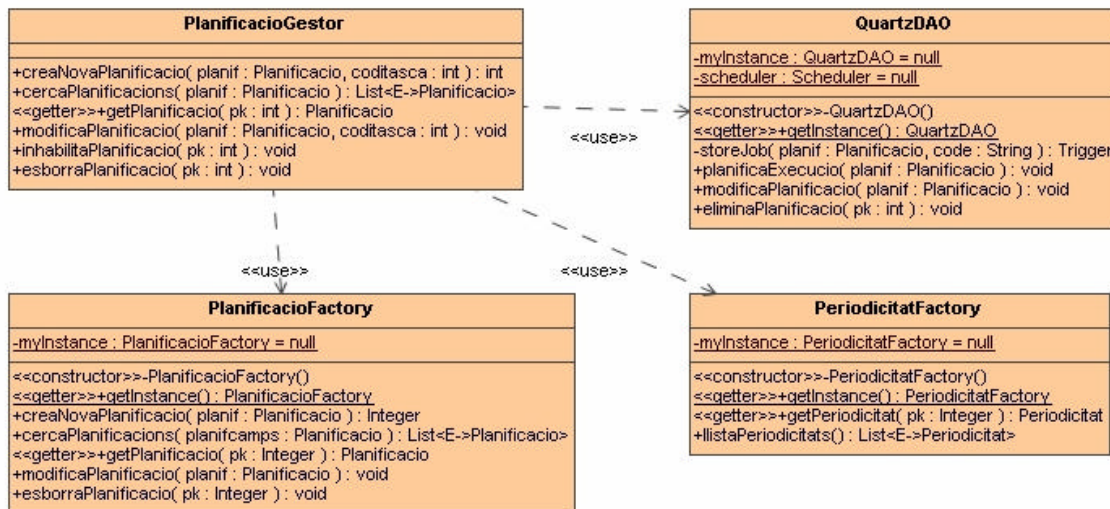 PlanificacioGestor
+creaNovaPlanificacio( planif : Planificacio, coditasca : int ) : int
+cercaPlanificacions( planif : Planificacio ) : List<E->Planificacio>
<<getter>>+getPlanificacio( pk : int ) : Planificacio
+modificaPlanificacio( planif : Planificacio, coditasca : int ) : void
+inhabilitaPlanificacio( pk : int ) : void
+esborraPlanificacio( pk : int ) : void
QuartzDAO
-myInstance : QuartzDAO = null
-scheduler : Scheduler = null
<<constructor>>-QuartzDAO()
<<getter>>+getInstance() : QuartzDAO
-storeJob( planif : Planificacio, code : String ) : Trigger
+planificaExecucio( planif : Planificacio ) : void
+modificaPlanificacio( planif : Planificacio ) : void
+eliminaPlanificacio( pk : int ) : void
<<use>>
<<use>>
<<use>>
PlanificacioFactory
-myInstance : PlanificacioFactory = null
<<constructor>>-PlanificacioFactory()
<<getter>>+getInstance() : PlanificacioFactory
+creaNovaPlanificacio( planif : Planificacio ) : Integer
+cercaPlanificacions( planifcamps : Planificacio ) : List<E->Planificacio>
<<getter>>+getPlanificacio( pk : Integer ) : Planificacio
+modificaPlanificacio( planif : Planificacio ) : void
+esborraPlanificacio( pk : Integer ) : void
PeriodicitatFactory
-myInstance : PeriodicitatFactory = null
<<constructor>>-PeriodicitatFactory()
<<getter>>+getInstance() : PeriodicitatFactory
<<getter>>+getPeriodicitat( pk : Integer ) : Periodicitat
+llistaPeriodicitats() : List<E->Periodicitat>